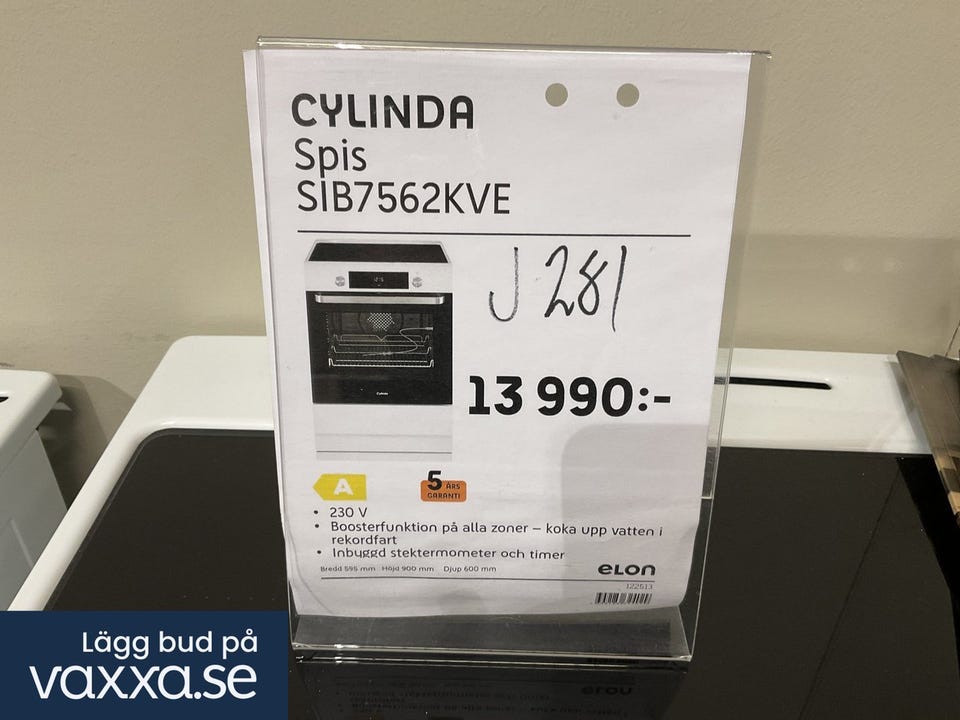 CYLINDA
Spis
SIB7562KVE
J 281
13 990:-
A
5 ÅRS
GARANTI
• 230 V
• Boosterfunktion på alla zoner – koka upp vatten i
rekordfart
• Inbyggd stektermometer och timer
Bredd 595 mm Höjd 900 mm Djup 600 mm
eLon
122513
Lägg bud på
vaxxa.se